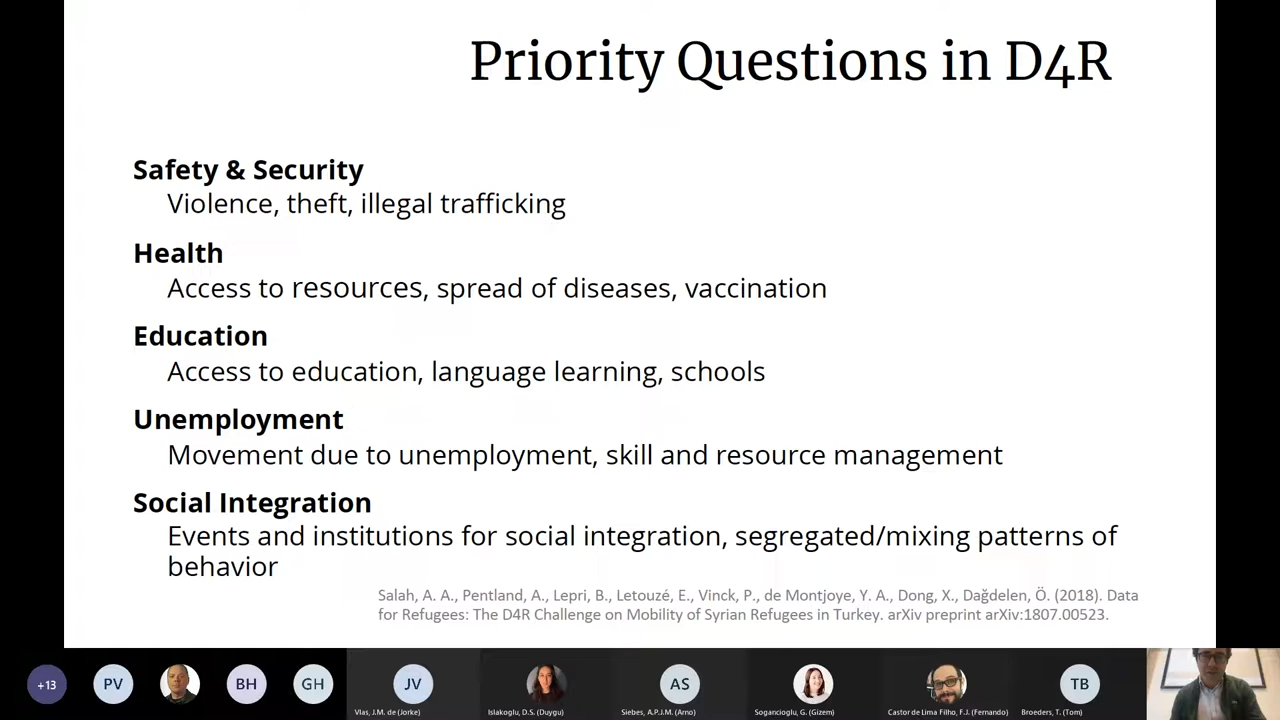 Priority Questions in D4R
Safety & Security
Violence, theft, illegal trafficking
Health
Access to resources, spread of diseases, vaccination
Education
Access to education, language learning, schools
Unemployment
Movement due to unemployment, skill and resource management
Social Integration
Events and institutions for social integration, segregated/mixing patterns of
behavior
Salah, A. A., Pentland, A., Lepri, B., Letouzé, E., Vinck, P., de Montjoye, Y. A., Dong, X., Dağdelen, Ö. (2018). Data
for Refugees: The D4R Challenge on Mobility of Syrian Refugees in Turkey. arXiv preprint arXiv:1807.00523.
+13
PV
BH
GH
JV
AS
TB
Vlas, J.M. de (Jorke)
Islakoglu, D.S. (Duygu)
Siebes, A.P.J.M. (Arno)
Sogancioglu, G. (Gizem)
Castor de Lima Filho, F.J. (Fernando)
Broeders, T. (Tom)